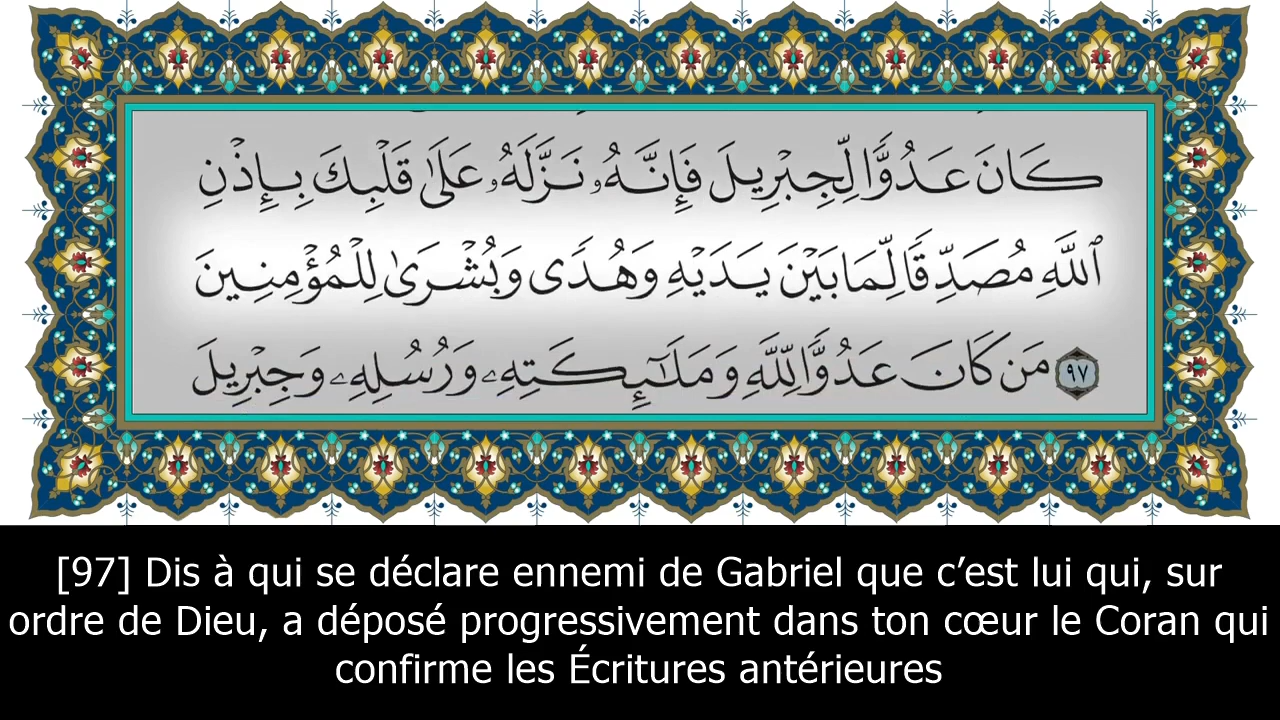 كَانَ عَدُوًّا لِّجِبْرِيلَ فَإِنَّهُۥ نَزَّلَهُۥ عَلَىٰ قَلْبِكَ بِإِذْنِ
ٱللَّهِ مُصَدِّقًا لِّمَا بَيْنَ يَدَيْهِ وَهُدًى وَبُشْرَىٰ لِلْمُؤْمِنِينَ
٩٧ مَن كَانَ عَدُوًّا لِّلَّهِ وَمَلَـٰٓئِكَتِهِۦ وَرُسُلِهِۦ وَجِبْرِيلَ
[97] Dis à qui se déclare ennemi de Gabriel que c’est lui qui, sur
ordre de Dieu, a déposé progressivement dans ton cœur le Coran qui
confirme les Écritures antérieures